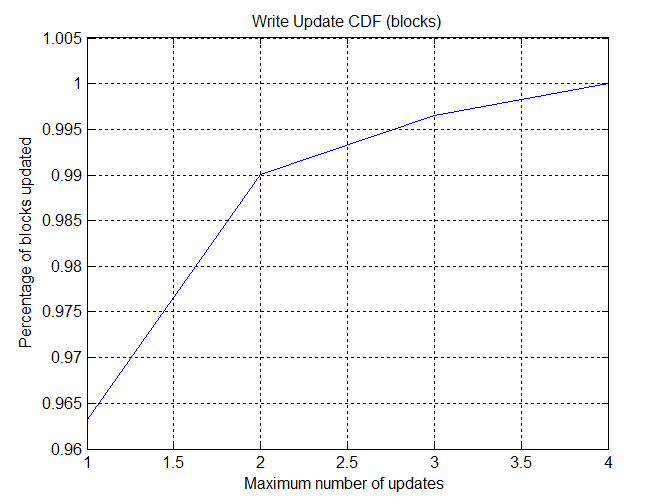 Write Update CDF (blocks)
1.005
1
0.995
0.99
0.985
0.98
0.975
0.97
0.965
0.96
Percentage of blocks updated
1 1.5 2 2.5 3 3.5 4
Maximum number of updates